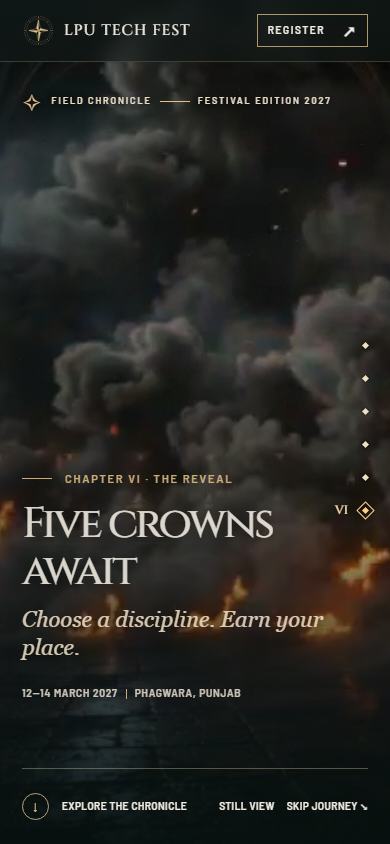 LPU TECH FEST
REGISTER ↗
FIELD CHRONICLE — FESTIVAL EDITION 2027
CHAPTER VI · THE REVEAL
FIVE CROWNS
AWAIT
VI
Choose a discipline. Earn your
place.
12–14 MARCH 2027 | PHAGWARA, PUNJAB
↓ EXPLORE THE CHRONICLE STILL VIEW SKIP JOURNEY ↘